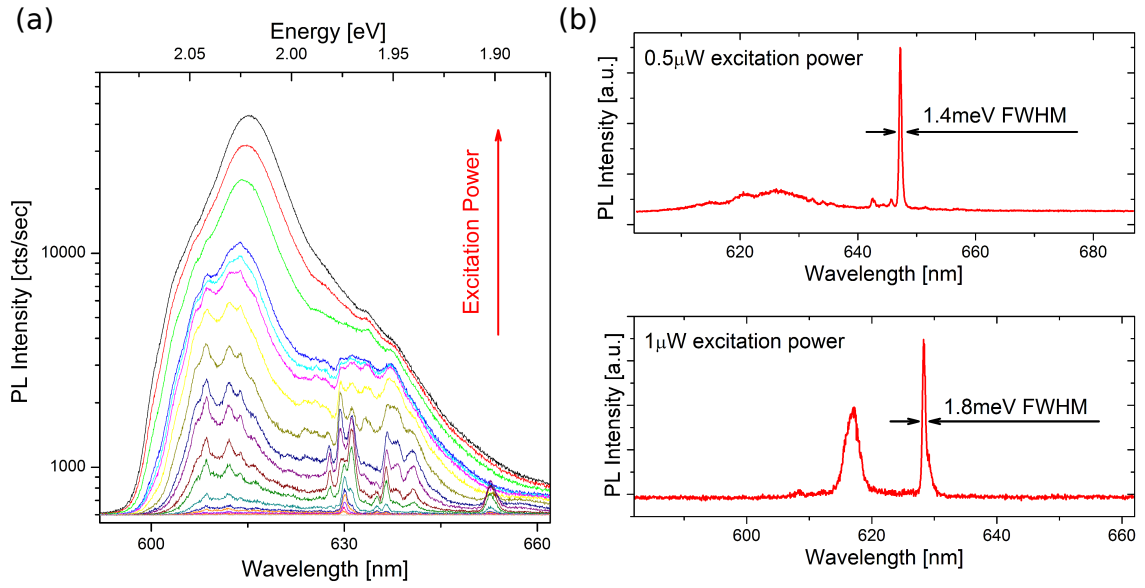 (a)
Energy [eV]
2.05 2.00 1.95 1.90
PL Intensity [cts/sec]
10000
1000
Excitation Power
600 630 660
Wavelength [nm]
(b)
0.5μW excitation power
1.4meV FWHM
PL Intensity [a.u.]
620 640 660 680
Wavelength [nm]
1μW excitation power
1.8meV FWHM
PL Intensity [a.u.]
600 620 640 660
Wavelength [nm]